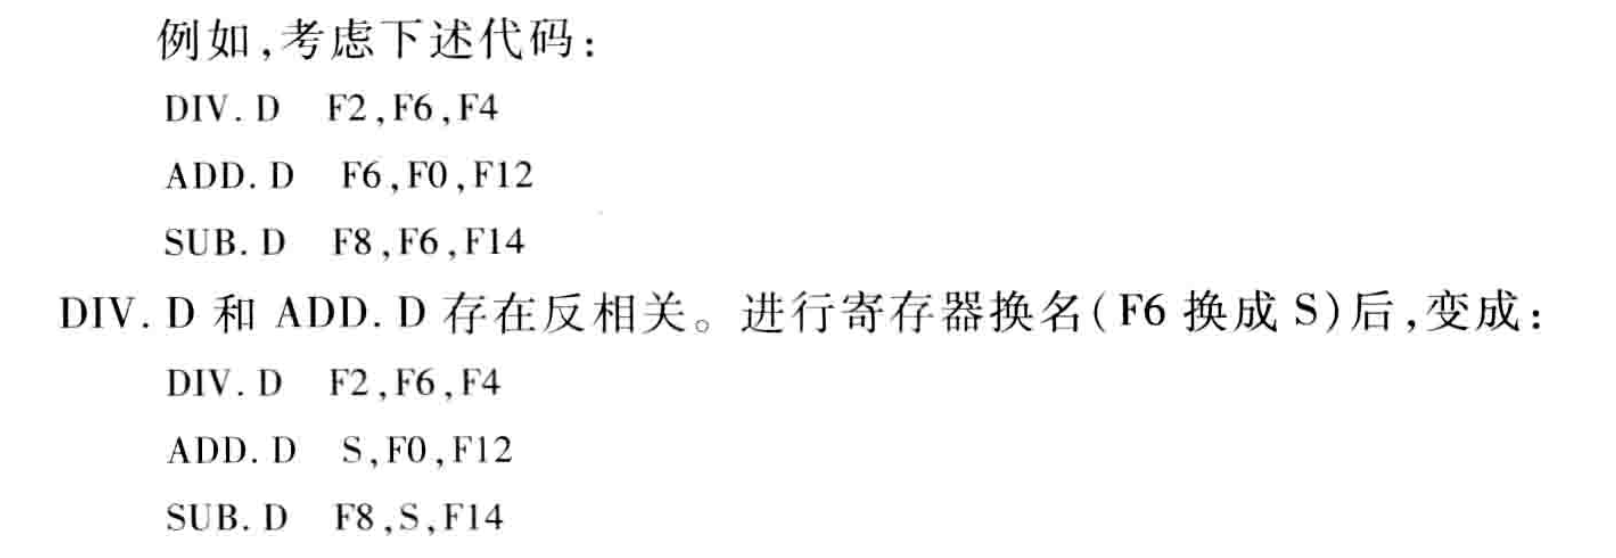 例如,考虑下述代码:
DIV. D F2,F6,F4
ADD. D F6,F0,F12
SUB. D F8,F6,F14
DIV. D 和 ADD. D 存在反相关。进行寄存器换名(F6 换成 S)后,变成:
DIV. D F2,F6,F4
ADD. D S,F0,F12
SUB. D F8,S,F14